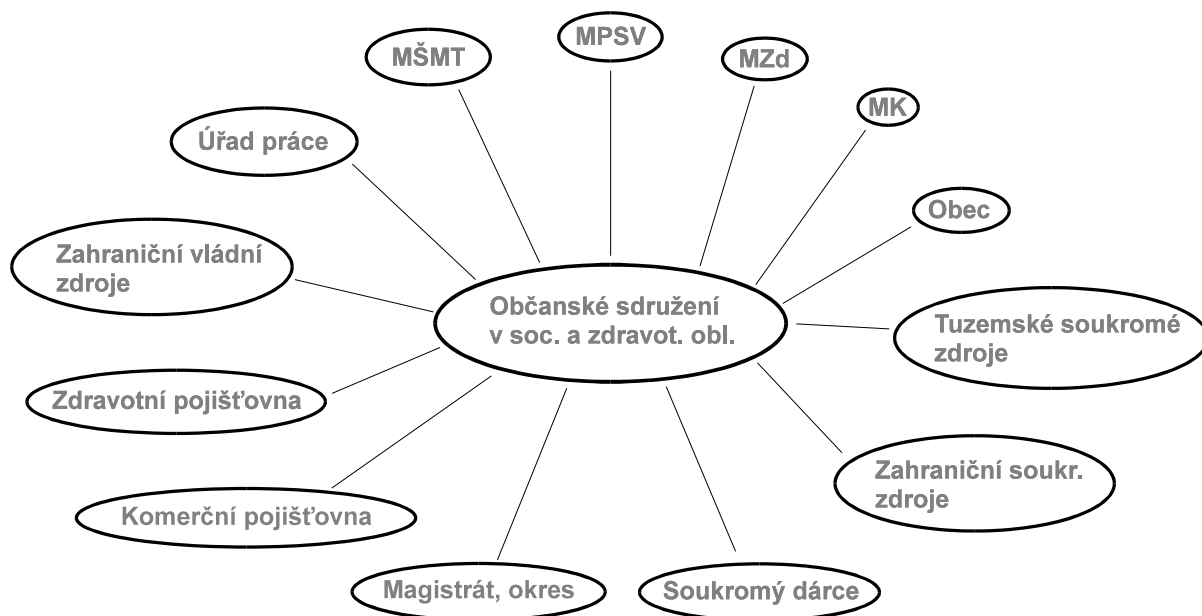 MPSV
MŠMT
MZd
MK
Úřad práce
Obec
Zahraniční vládní
zdroje
Občanské sdružení
v soc. a zdravot. obl.
Tuzemské soukromé
zdroje
Zdravotní pojišťovna
Zahraniční soukr.
zdroje
Komerční pojišťovna
Magistrát, okres
Soukromý dárce